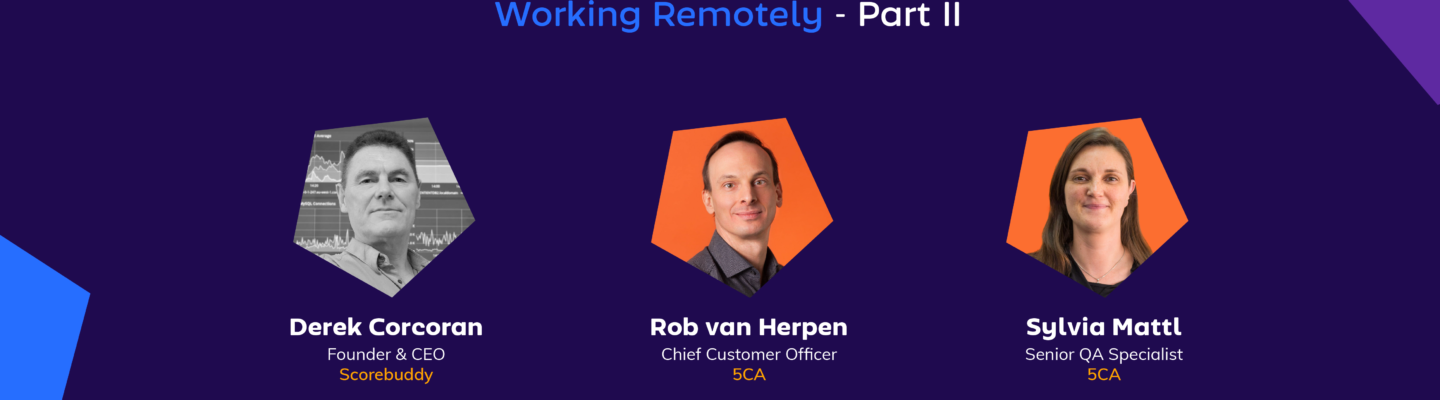 Working Remotely - Part II
Derek Corcoran
Founder & CEO
Scorebuddy
Rob van Herpen
Chief Customer Officer
5CA
Sylvia Mattl
Senior QA Specialist
5CA